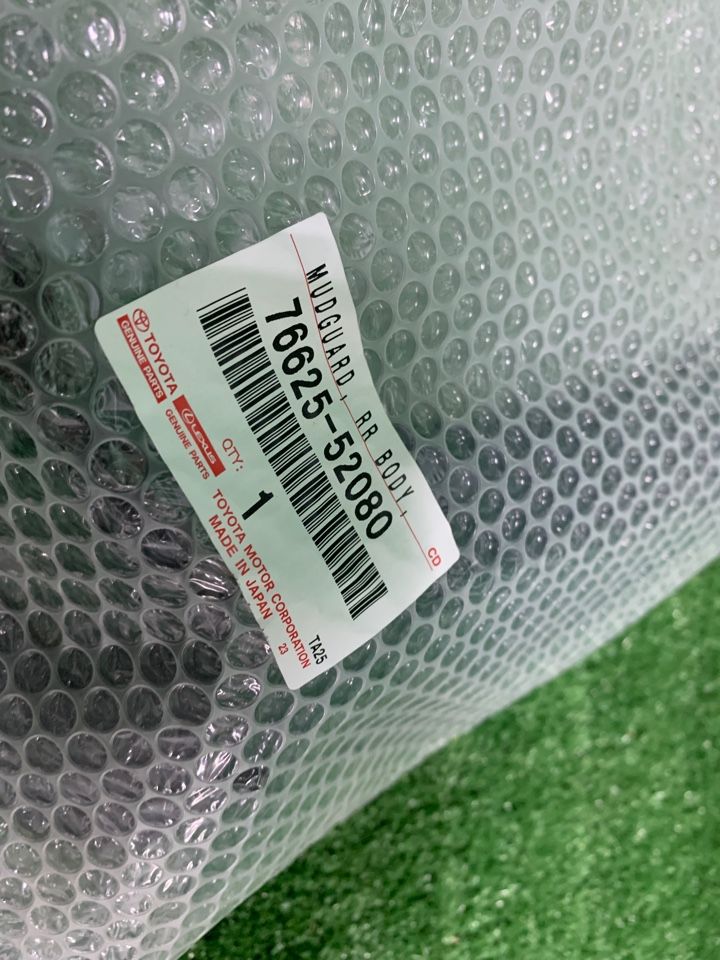 MUDGUARD, RR BODY,
CD
76625-52080
TOYOTA
GENUINE PARTS
LEXUS
GENUINE PARTS
QTY:
1
TOYOTA MOTOR CORPORATION
MADE IN JAPAN 23
TA25